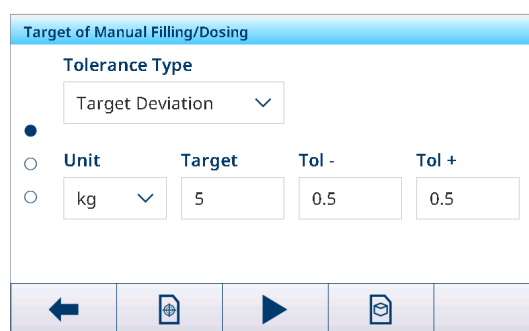 Target of Manual Filling/Dosing
Tolerance Type
Target Deviation
Unit Target Tol - Tol +
kg 5 0.5 0.5